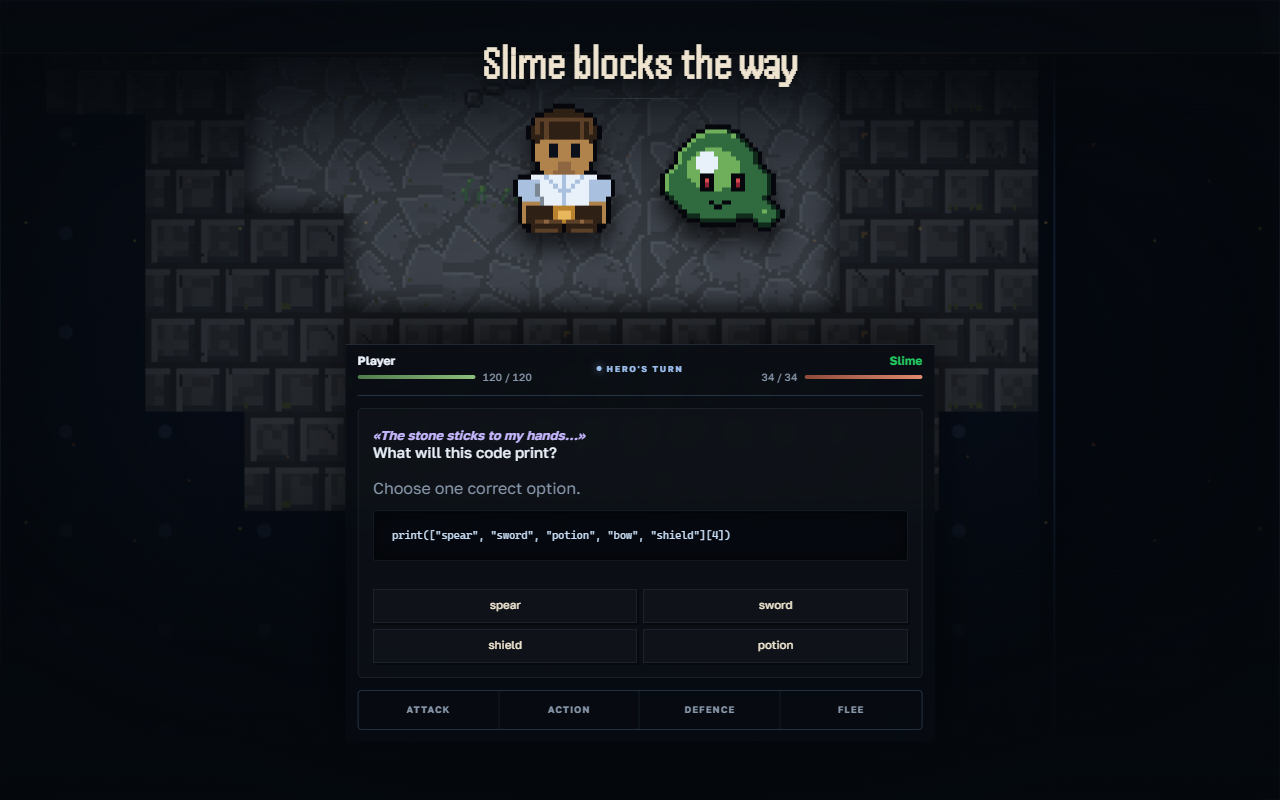 Slime blocks the way
Player
120 / 120
HERO'S TURN
Slime
34 / 34
«The stone sticks to my hands...»
What will this code print?
Choose one correct option.
print(["spear", "sword", "potion", "bow", "shield"][4])
spear
sword
shield
potion
ATTACK
ACTION
DEFENCE
FLEE